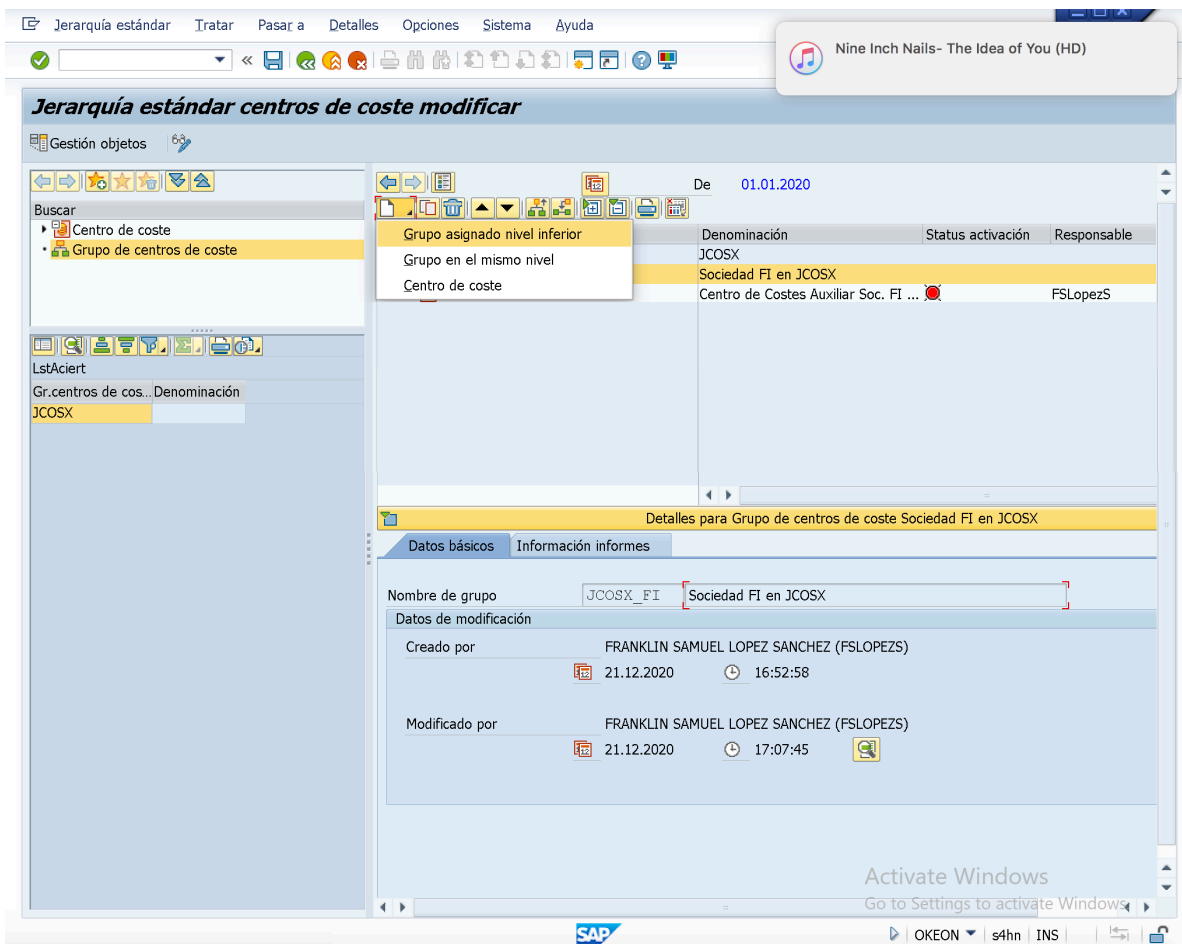 Jerarquía estándar Tratar Pasar a Detalles Opciones Sistema Ayuda
Nine Inch Nails- The Idea of You (HD)
Jerarquía estándar centros de coste modificar
Gestión objetos
De 01.01.2020
Buscar
Centro de coste
Grupo de centros de coste
Grupo asignado nivel inferior
Grupo en el mismo nivel
Centro de coste
Denominación Status activación Responsable
JCOSX
Sociedad FI en JCOSX
Centro de Costes Auxiliar Soc. FI ... FSLopezS
LstAciert
Gr.centros de cos... Denominación
JCOSX
Detalles para Grupo de centros de coste Sociedad FI en JCOSX
Datos básicos Información informes
Nombre de grupo JCOSX_FI Sociedad FI en JCOSX
Datos de modificación
Creado por FRANKLIN SAMUEL LOPEZ SANCHEZ (FSLOPEZS)
21.12.2020 16:52:58
Modificado por FRANKLIN SAMUEL LOPEZ SANCHEZ (FSLOPEZS)
21.12.2020 17:07:45
Activate Windows
Go to Settings to activate Windows.
SAP OKEON s4hn INS